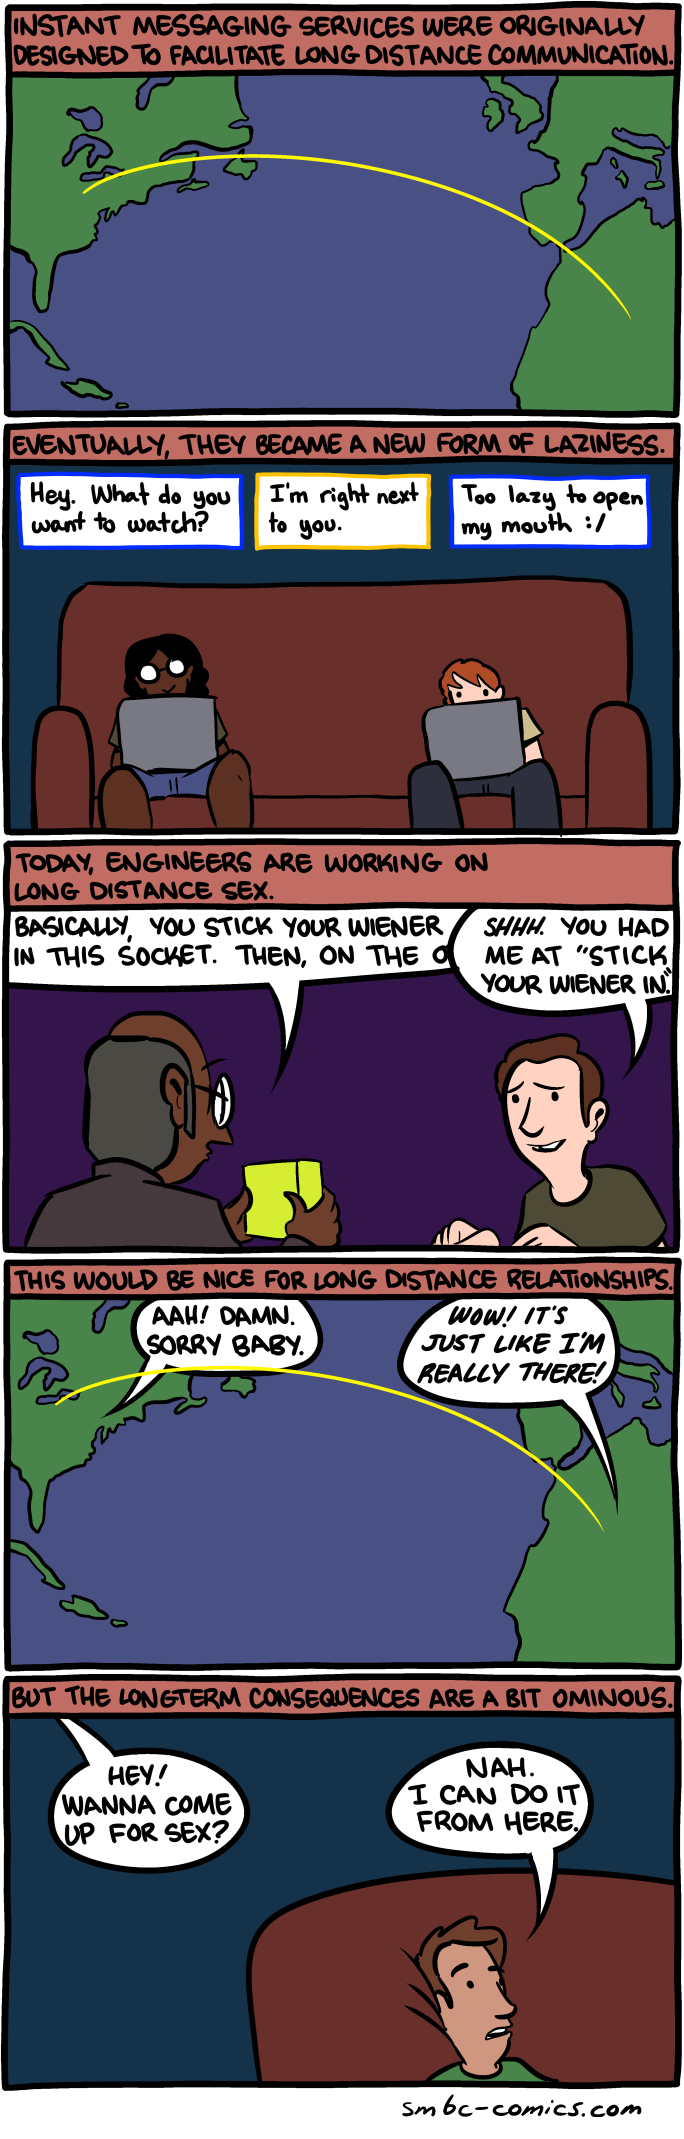 INSTANT MESSAGING SERVICES WERE ORIGINALLY
DESIGNED TO FACILITATE LONG DISTANCE COMMUNICATION.
EVENTUALLY, THEY BECAME A NEW FORM OF LAZINESS.
Hey. What do you
want to watch?
I'm right next
to you.
Too lazy to open
my mouth :/
TODAY, ENGINEERS ARE WORKING ON
LONG DISTANCE SEX.
BASICALLY, YOU STICK YOUR WIENER
IN THIS SOCKET. THEN, ON THE O
SHHH. YOU HAD
ME AT "STICK
YOUR WIENER IN."
THIS WOULD BE NICE FOR LONG DISTANCE RELATIONSHIPS.
AAH! DAMN.
SORRY BABY.
WOW! IT'S
JUST LIKE I'M
REALLY THERE!
BUT THE LONGTERM CONSEQUENCES ARE A BIT OMINOUS.
HEY!
WANNA COME
UP FOR SEX?
NAH.
I CAN DO IT
FROM HERE.
smbc-comics.com